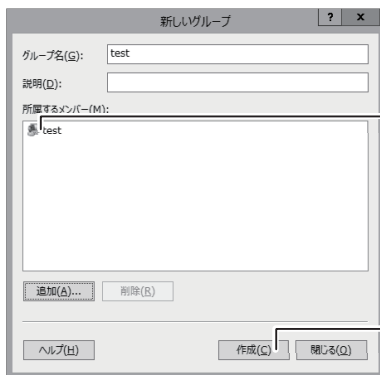 新しいグループ
? x
グループ名(G): test
説明(D):
所属するメンバー(M):
test
追加(A)... 削除(R)
ヘルプ(H) 作成(C) 閉じる(O)